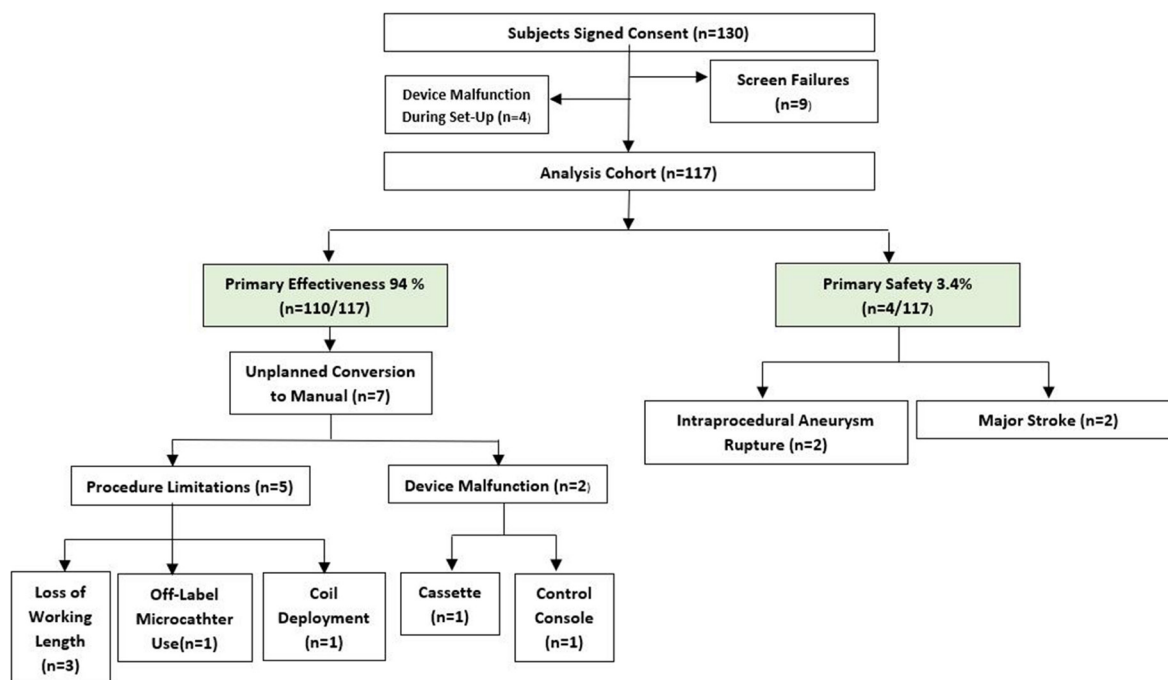 Subjects Signed Consent (n=130)
Device Malfunction
During Set-Up (n=4)
Screen Failures
(n=9)
Analysis Cohort (n=117)
Primary Effectiveness 94 %
(n=110/117)
Primary Safety 3.4%
(n=4/117)
Unplanned Conversion
to Manual (n=7)
Intraprocedural Aneurysm
Rupture (n=2)
Major Stroke (n=2)
Procedure Limitations (n=5)
Device Malfunction (n=2)
Loss of
Working
Length
(n=3)
Off-Label
Microcathter
Use(n=1)
Coil
Deployment
(n=1)
Cassette
(n=1)
Control
Console
(n=1)